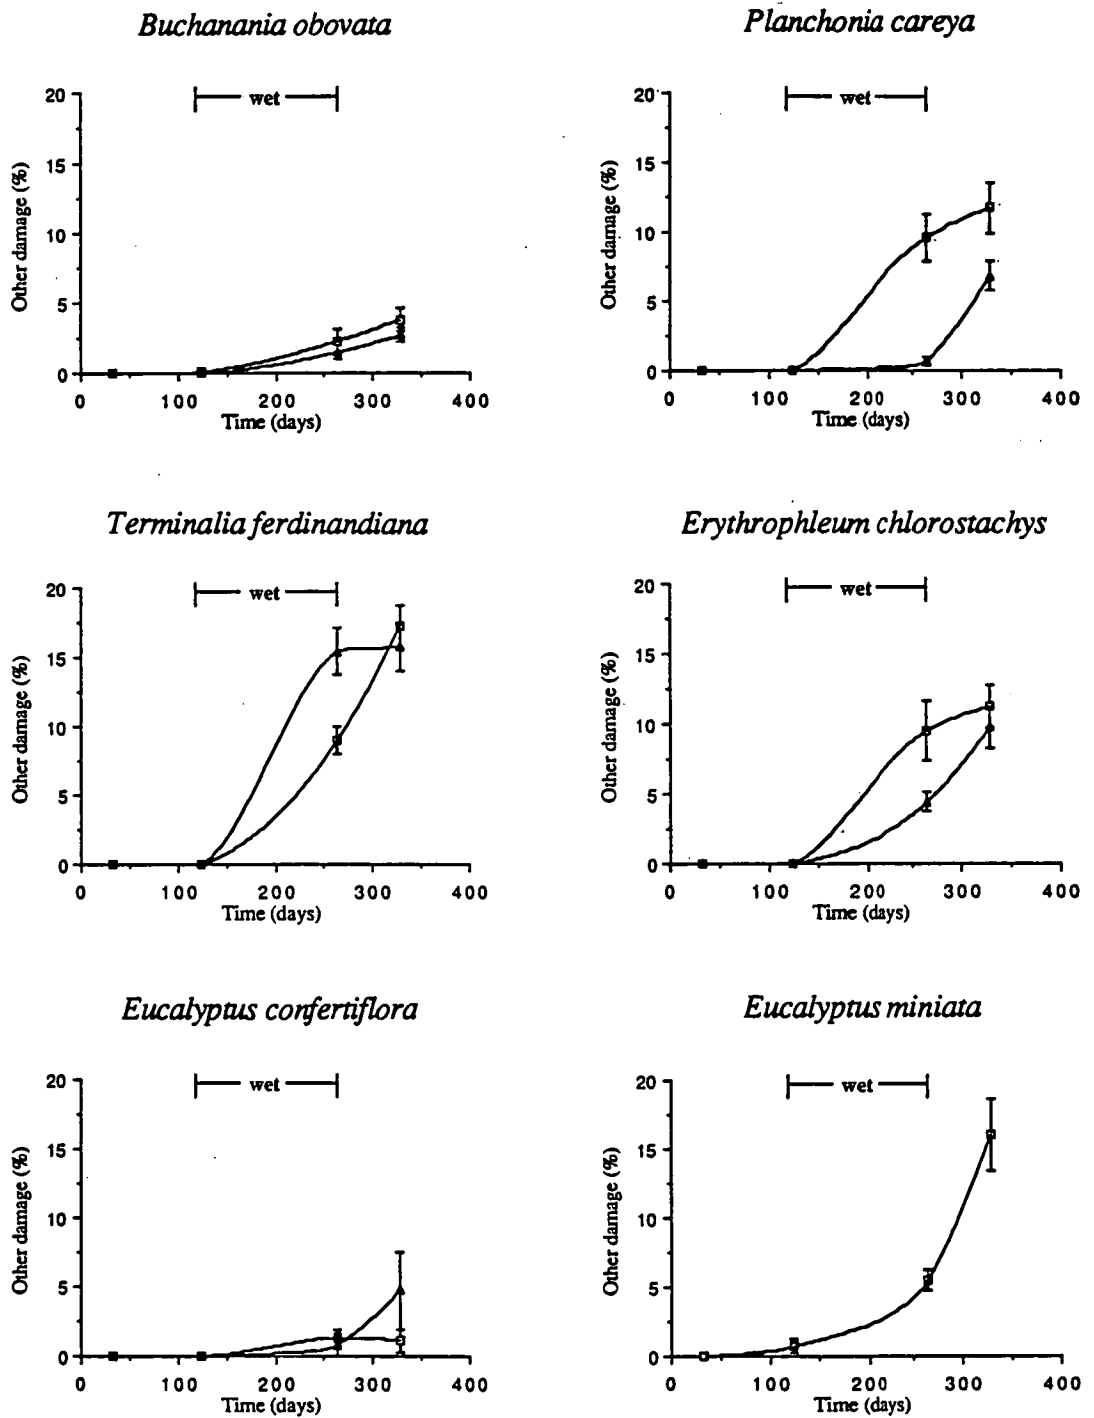 Buchanania obovata
wet
20
15
10
5
0
Other damage (%)
0 100 200 300 400
Time (days)
Planchonia careya
wet
20
15
10
5
0
Other damage (%)
0 100 200 300 400
Time (days)
Terminalia ferdinandiana
wet
20
15
10
5
0
Other damage (%)
0 100 200 300 400
Time (days)
Erythrophleum chlorostachys
wet
20
15
10
5
0
Other damage (%)
0 100 200 300 400
Time (days)
Eucalyptus confertiflora
wet
20
15
10
5
0
Other damage (%)
0 100 200 300 400
Time (days)
Eucalyptus miniata
wet
20
15
10
5
0
Other damage (%)
0 100 200 300 400
Time (days)